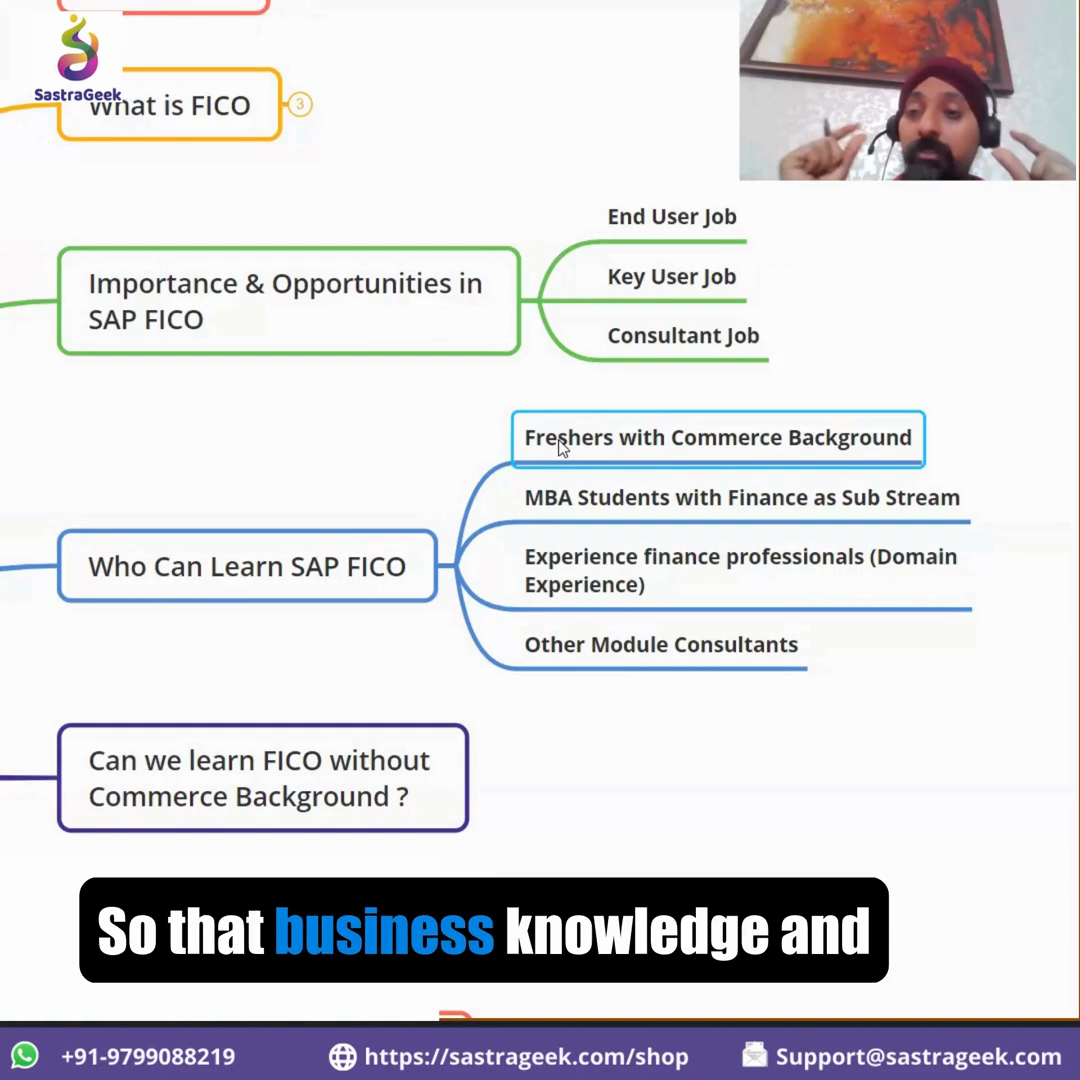 SastraGeek
What is FICO
3
Importance & Opportunities in
SAP FICO
End User Job
Key User Job
Consultant Job
Who Can Learn SAP FICO
Freshers with Commerce Background
MBA Students with Finance as Sub Stream
Experience finance professionals (Domain
Experience)
Other Module Consultants
Can we learn FICO without
Commerce Background ?
So that business knowledge and
+91-9799088219
https://sastrageek.com/shop
Support@sastrageek.com